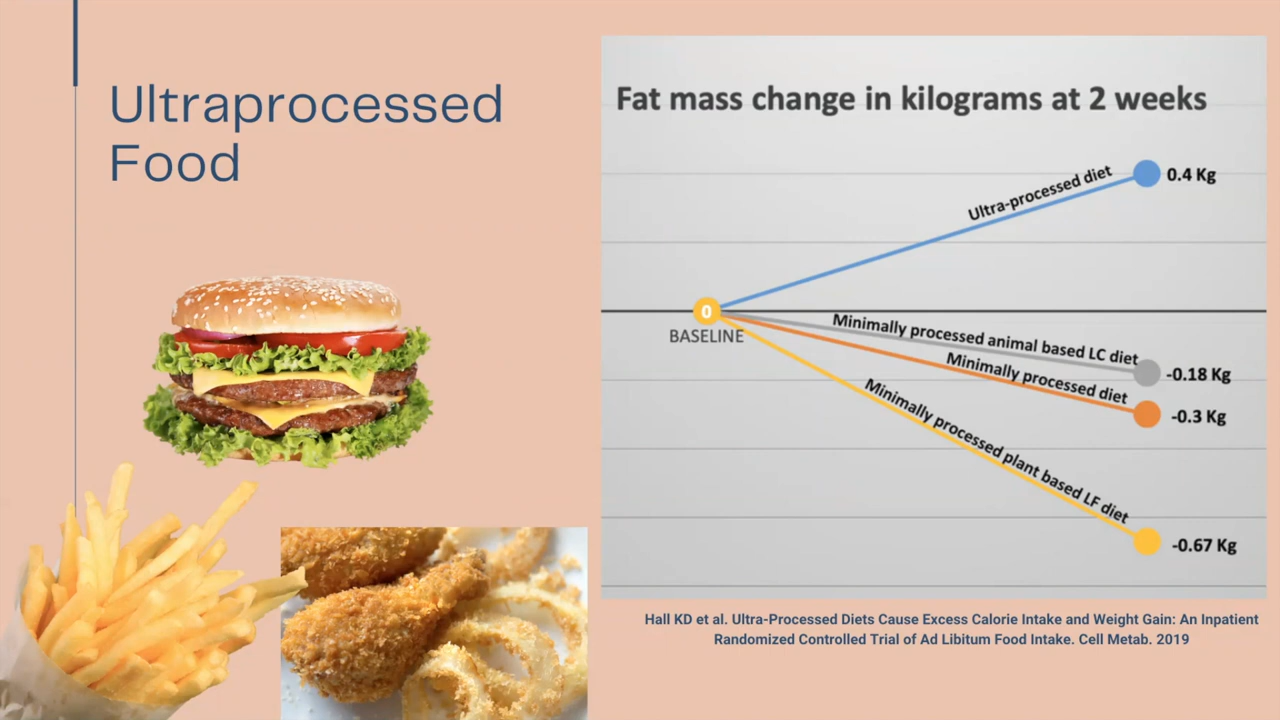 Ultraprocessed
Food
Fat mass change in kilograms at 2 weeks
Ultra-processed diet
0.4 Kg
0
BASELINE
Minimally processed animal based LC diet
-0.18 Kg
Minimally processed diet
-0.3 Kg
Minimally processed plant based LF diet
-0.67 Kg
Hall KD et al. Ultra-Processed Diets Cause Excess Calorie Intake and Weight Gain: An Inpatient
Randomized Controlled Trial of Ad Libitum Food Intake. Cell Metab. 2019